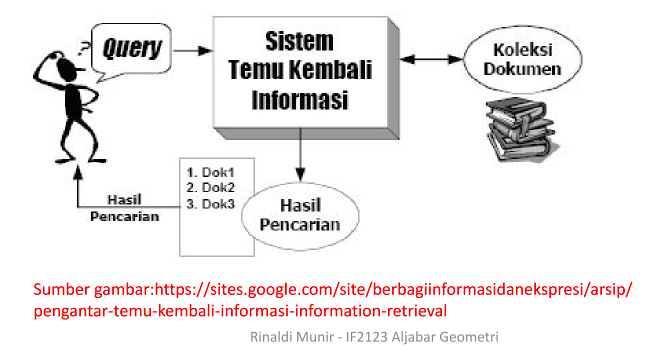 ?
Query
Sistem
Temu Kembali
Informasi
Koleksi
Dokumen
1. Dok1
2. Dok2
3. Dok3
Hasil
Pencarian
Hasil
Pencarian
Sumber gambar:https://sites.google.com/site/berbagiinformasidanekspresi/arsip/
pengantar-temu-kembali-informasi-information-retrieval
Rinaldi Munir - IF2123 Aljabar Geometri